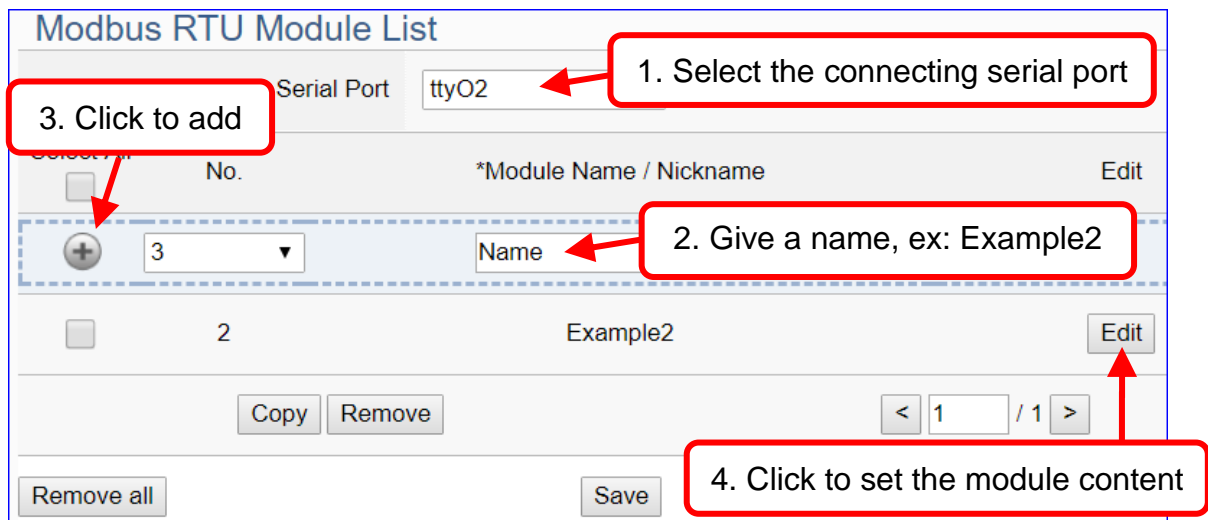 Modbus RTU Module List
Serial Port ttyO2
1. Select the connecting serial port
3. Click to add
Select All No. *Module Name / Nickname Edit
3 Name
2. Give a name, ex: Example2
2 Example2 Edit
Copy Remove < 1 / 1 >
4. Click to set the module content
Remove all Save